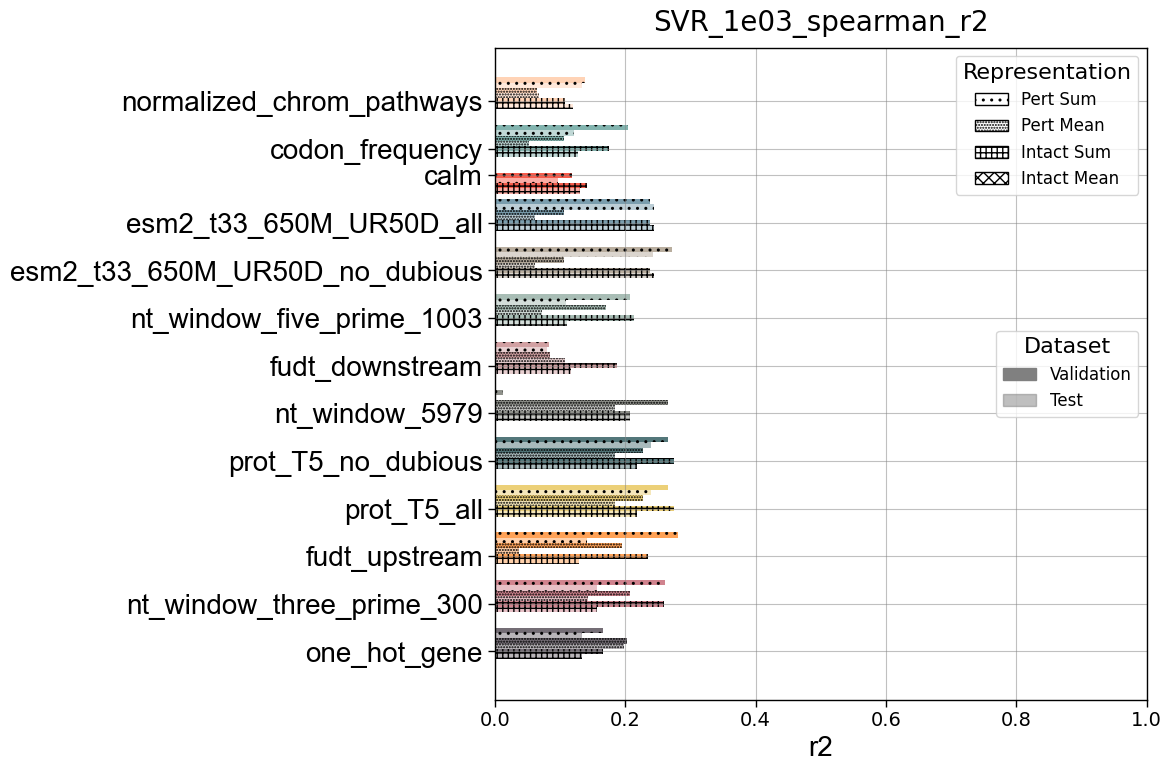 SVR_1e03_spearman_r2
normalized_chrom_pathways
codon_frequency
calm
esm2_t33_650M_UR50D_all
esm2_t33_650M_UR50D_no_dubious
nt_window_five_prime_1003
fudt_downstream
nt_window_5979
prot_T5_no_dubious
prot_T5_all
fudt_upstream
nt_window_three_prime_300
one_hot_gene
Representation
Pert Sum
Pert Mean
Intact Sum
Intact Mean
Dataset
Validation
Test
0.0 0.2 0.4 0.6 0.8 1.0
r2